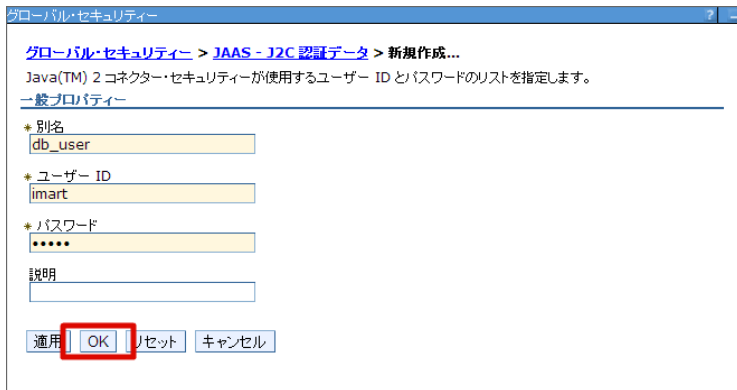 グローバル・セキュリティー ? –
グローバル・セキュリティー > JAAS - J2C 認証データ > 新規作成...
Java(TM) 2 コネクター・セキュリティーが使用するユーザー ID とパスワードのリストを指定します。
一般プロパティー
* 別名
db_user
* ユーザー ID
imart
* パスワード
•••••
説明
適用 OK リセット キャンセル